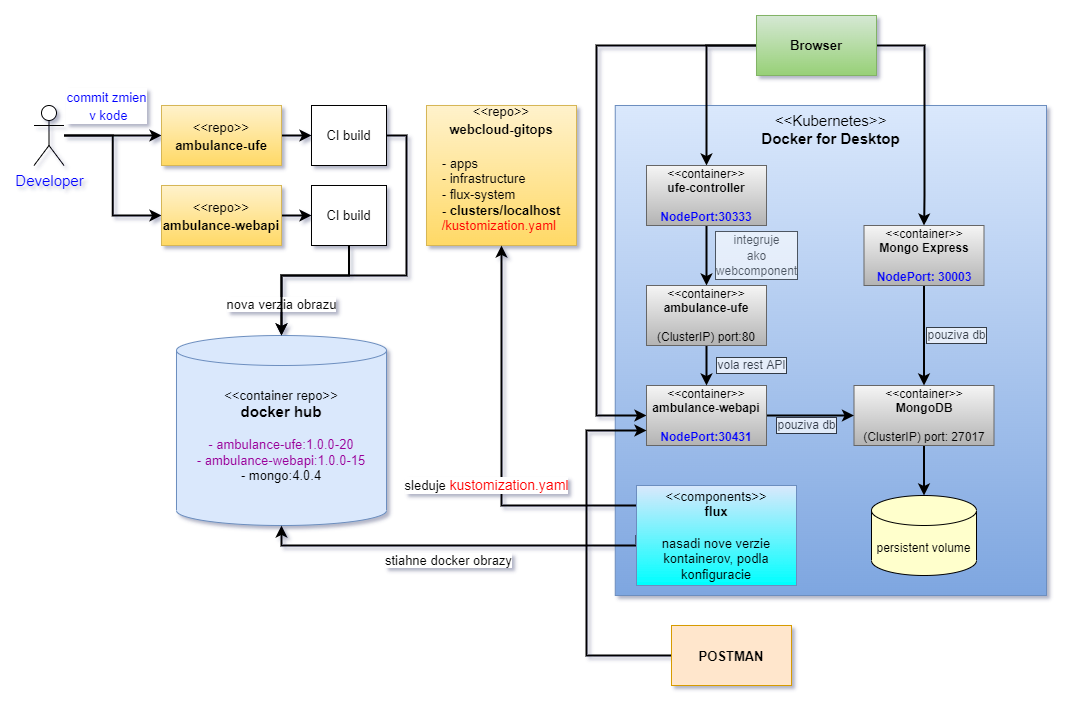 Browser
commit zmien
v kode
Developer
<<repo>>
ambulance-ufe
CI build
<<repo>>
ambulance-webapi
CI build
nova verzia obrazu
<<container repo>>
docker hub
- ambulance-ufe:1.0.0-20
- ambulance-webapi:1.0.0-15
- mongo:4.0.4
<<repo>>
webcloud-gitops
- apps
- infrastructure
- flux-system
- clusters/localhost
/kustomization.yaml
sleduje kustomization.yaml
stiahne docker obrazy
<<Kubernetes>>
Docker for Desktop
<<container>>
ufe-controller
NodePort:30333
integruje
ako
webcomponent
<<container>>
ambulance-ufe
(ClusterIP) port:80
vola rest API
<<container>>
ambulance-webapi
NodePort:30431
pouziva db
<<container>>
Mongo Express
NodePort: 30003
pouziva db
<<container>>
MongoDB
(ClusterIP) port: 27017
persistent volume
<<components>>
flux
nasadi nove verzie
kontainerov, podla
konfiguracie
POSTMAN